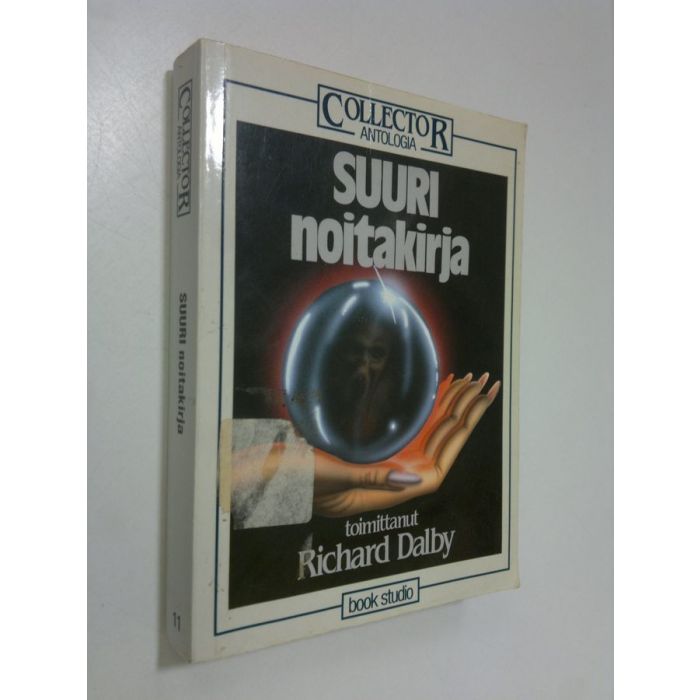 COLLECTOR
ANTOLOGIA
SUURI
noitakirja
toimittanut
Richard Dalby
book studio
COLLECTOR
ANTOLOGIA
SUURI noitakirja
11